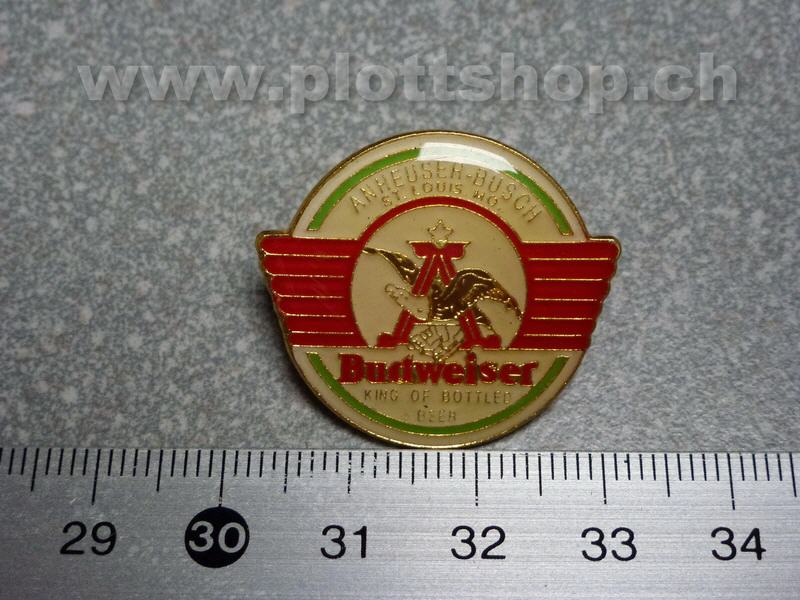 www.plottshop.ch
ANHEUSER-BUSCH
ST. LOUIS MO.
A
Budweiser
KING OF BOTTLED
BEER
29 30 31 32 33 34